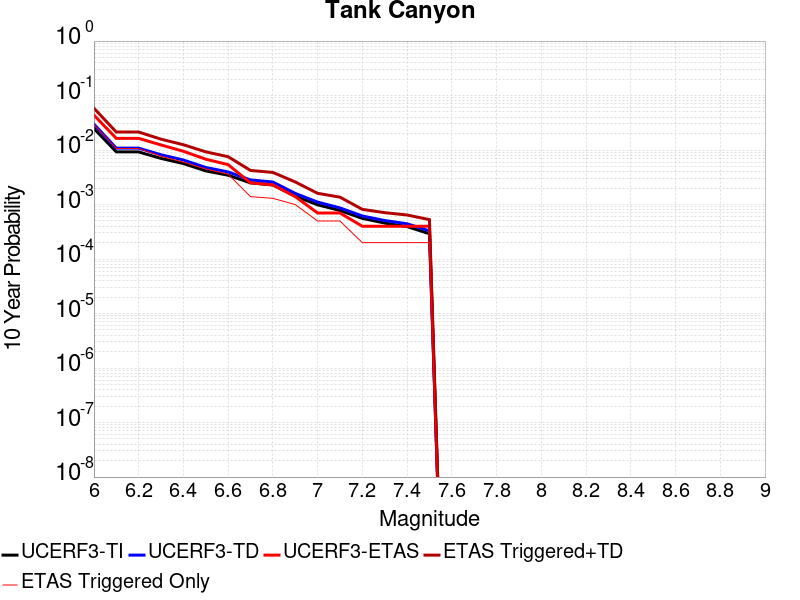 Tank Canyon
10 0
10 -1
10 -2
10 -3
10 -4
10 -5
10 -6
10 -7
10 -8
10 Year Probability
6 6.2 6.4 6.6 6.8 7 7.2 7.4 7.6 7.8 8 8.2 8.4 8.6 8.8 9
Magnitude
UCERF3-TI UCERF3-TD UCERF3-ETAS ETAS Triggered+TD
ETAS Triggered Only